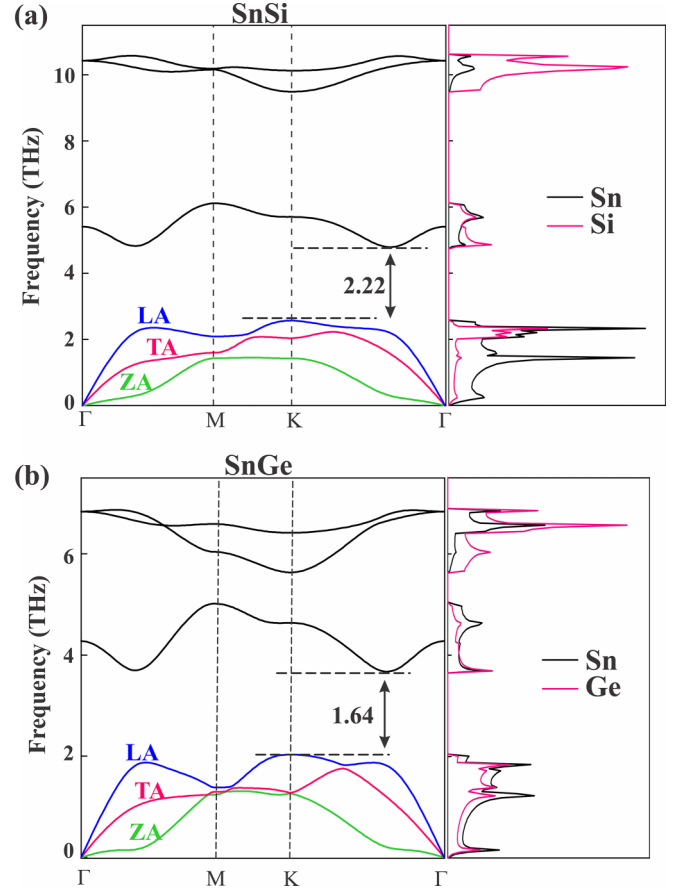 (a)
SnSi
Frequency (THz)
10
8
6
4
2
0
LA
TA
ZA
2.22
Γ
M
K
Γ
Sn
Si
(b)
SnGe
Frequency (THz)
6
4
2
0
LA
TA
ZA
1.64
Γ
M
K
Γ
Sn
Ge